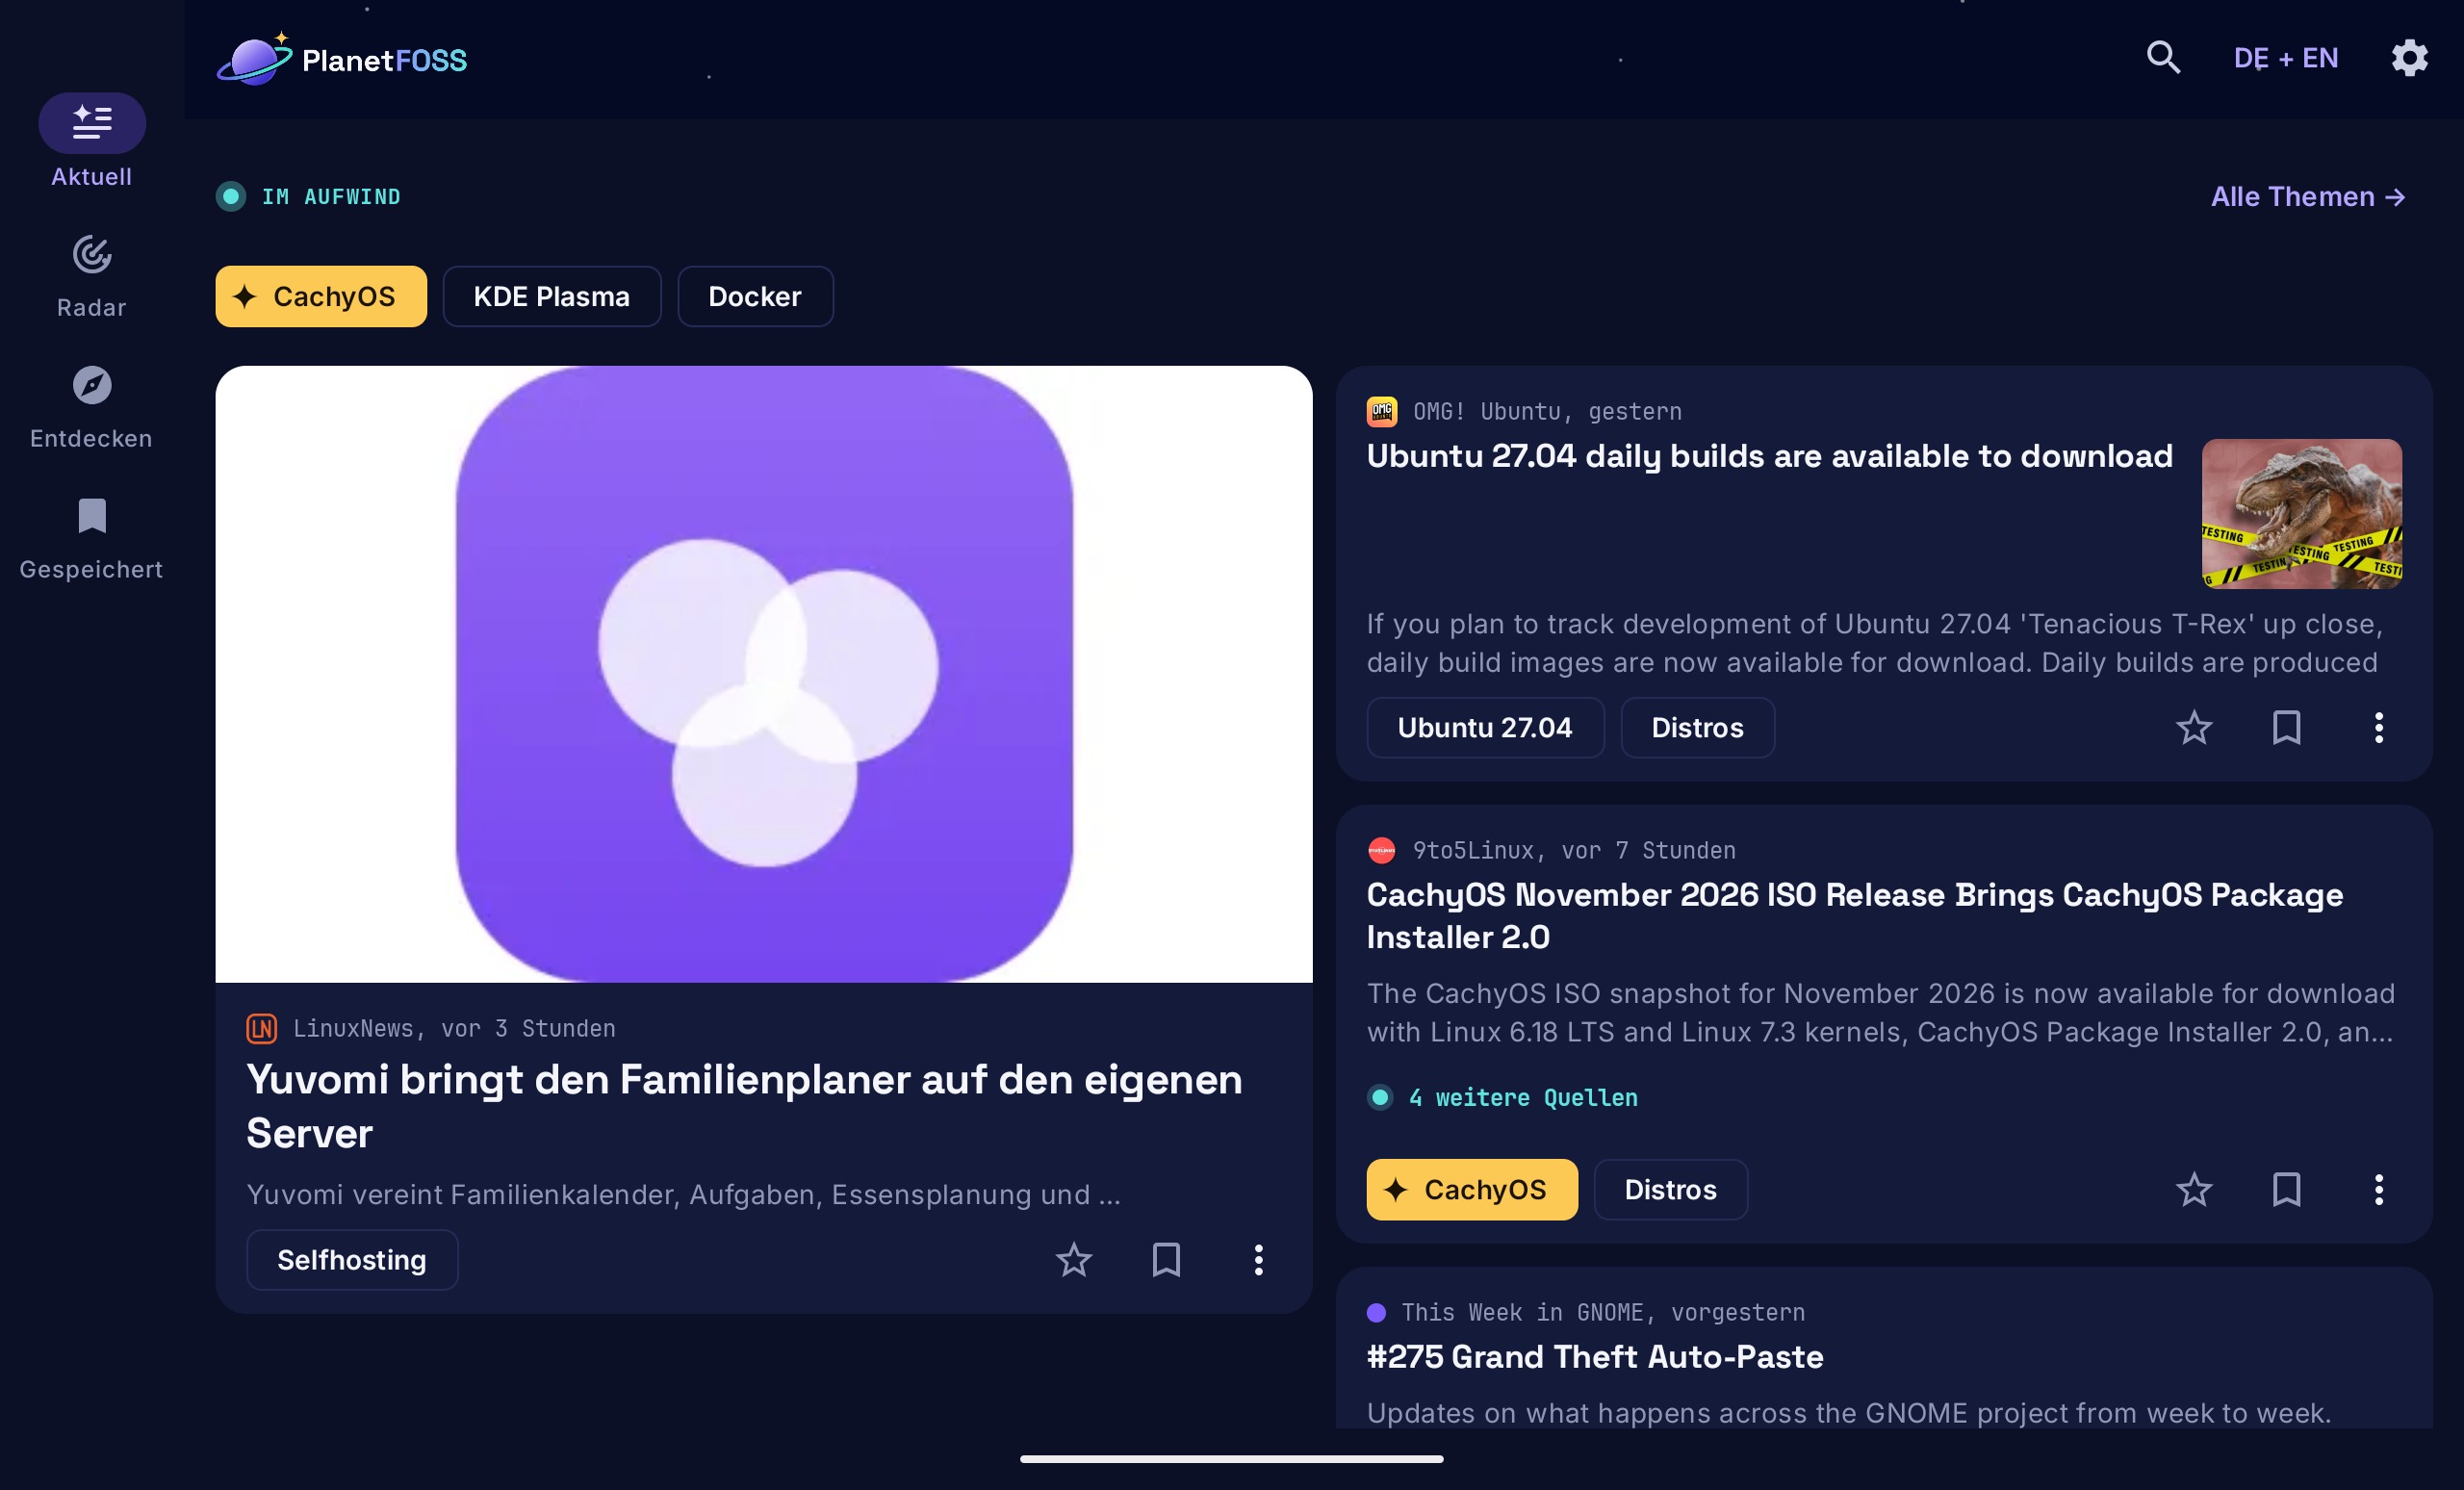 PlanetFOSS
DE + EN
Aktuell
Radar
Entdecken
Gespeichert
IM AUFWIND
Alle Themen →
CachyOS
KDE Plasma
Docker
LN
LinuxNews, vor 3 Stunden
Yuvomi bringt den Familienplaner auf den eigenen
Server
Yuvomi vereint Familienkalender, Aufgaben, Essensplanung und ...
Selfhosting
OMG! Ubuntu, gestern
Ubuntu 27.04 daily builds are available to download
TESTING
TESTING
TESTING
If you plan to track development of Ubuntu 27.04 'Tenacious T-Rex' up close,
daily build images are now available for download. Daily builds are produced
Ubuntu 27.04
Distros
9to5Linux, vor 7 Stunden
CachyOS November 2026 ISO Release Brings CachyOS Package
Installer 2.0
The CachyOS ISO snapshot for November 2026 is now available for download
with Linux 6.18 LTS and Linux 7.3 kernels, CachyOS Package Installer 2.0, an...
4 weitere Quellen
CachyOS
Distros
This Week in GNOME, vorgestern
#275 Grand Theft Auto-Paste
Updates on what happens across the GNOME project from week to week.